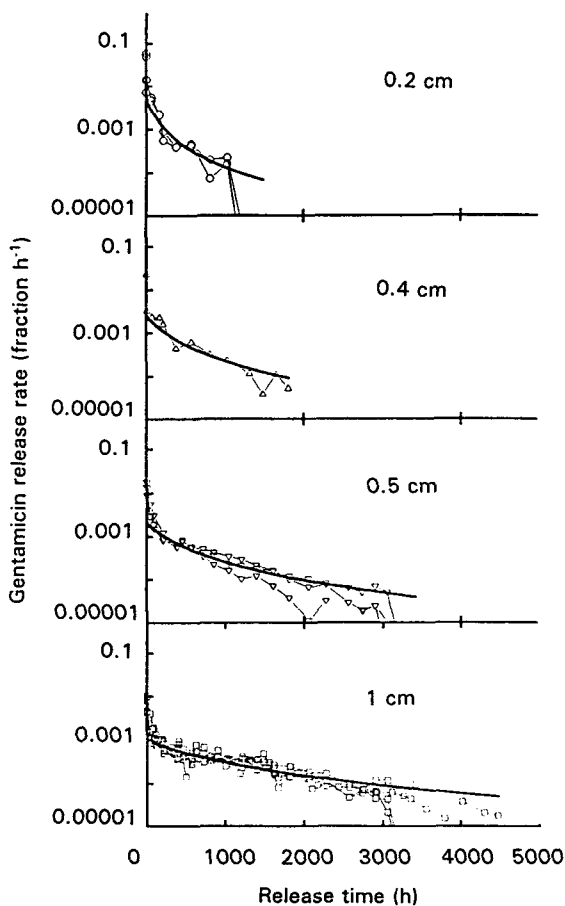 0.1
0.2 cm
0.001
0.00001
0.1
0.4 cm
0.001
0.00001
0.1
0.5 cm
0.001
0.00001
0.1
1 cm
0.001
0.00001
0 1000 2000 3000 4000 5000
Release time (h)
Gentamicin release rate (fraction h⁻¹)